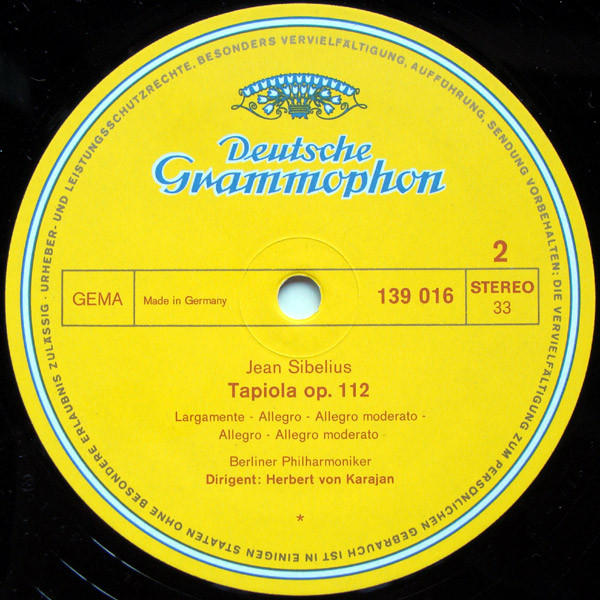 URHEBER- UND LEISTUNGSSCHUTZRECHTE, BESONDERS VERVIELFÄLTIGUNG, AUFFÜHRUNG, SENDUNG VORBEHALTEN: DIE VERVIELFÄLTIGUNG ZUM PERSÖNLICHEN GEBRAUCH IST IN EINIGEN STAATEN OHNE BESONDERE ERLAUBNIS ZULÄSSIG ·
Deutsche
Grammophon
2
GEMA Made in Germany 139 016 STEREO
33
Jean Sibelius
Tapiola op. 112
Largamente - Allegro - Allegro moderato -
Allegro - Allegro moderato
Berliner Philharmoniker
Dirigent: Herbert von Karajan
*